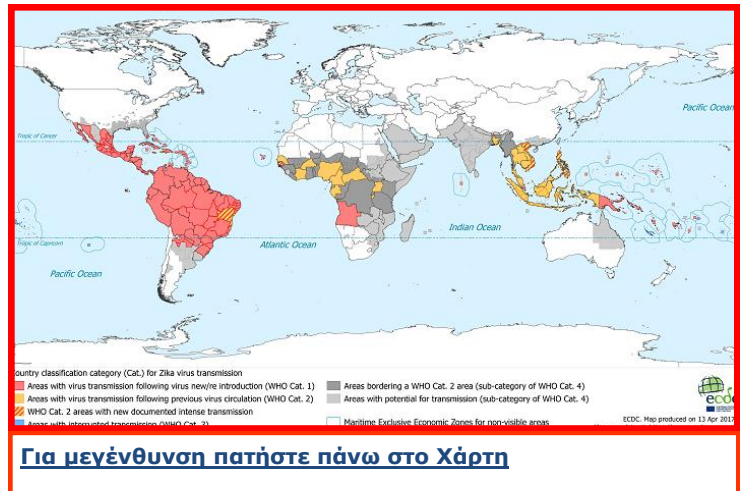 Pacific Ocean
Tropic of Cancer
Indian Ocean
Atlantic Ocean
Tropic of Capricorn
Pacific Ocean
ountry classification category (Cat.) for Zika virus transmission
Areas with virus transmission following virus new/re introduction (WHO Cat. 1)
Areas with virus transmission following previous virus circulation (WHO Cat. 2)
WHO Cat. 2 areas with new documented intense transmission
Areas with interrupted transmission (WHO Cat. 3)
Areas bordering a WHO Cat. 2 area (sub-category of WHO Cat. 4)
Areas with potential for transmission (sub-category of WHO Cat. 4)
Maritime Exclusive Economic Zones for non-visible areas
ecdc
ECDC. Map produced on 13 Apr 2017
Για μεγένθυνση πατήστε πάνω στο Χάρτη